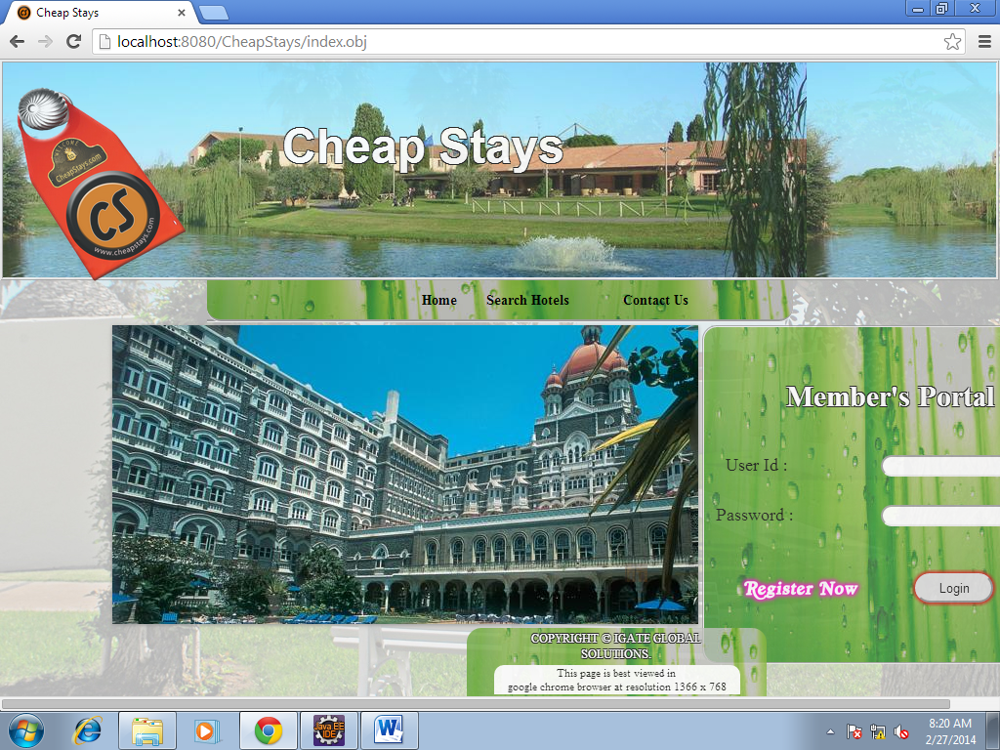 Cheap Stays
localhost:8080/CheapStays/index.obj
WELCOME
CheapStays.com
CS
www.cheapstays.com
Cheap Stays
Home Search Hotels Contact Us
Member's Portal
User Id :
Password :
Register Now Login
COPYRIGHT © IGATE GLOBAL
SOLUTIONS.
This page is best viewed in
google chrome browser at resolution 1366 x 768
Java EE
IDE
W
8:20 AM
2/27/2014